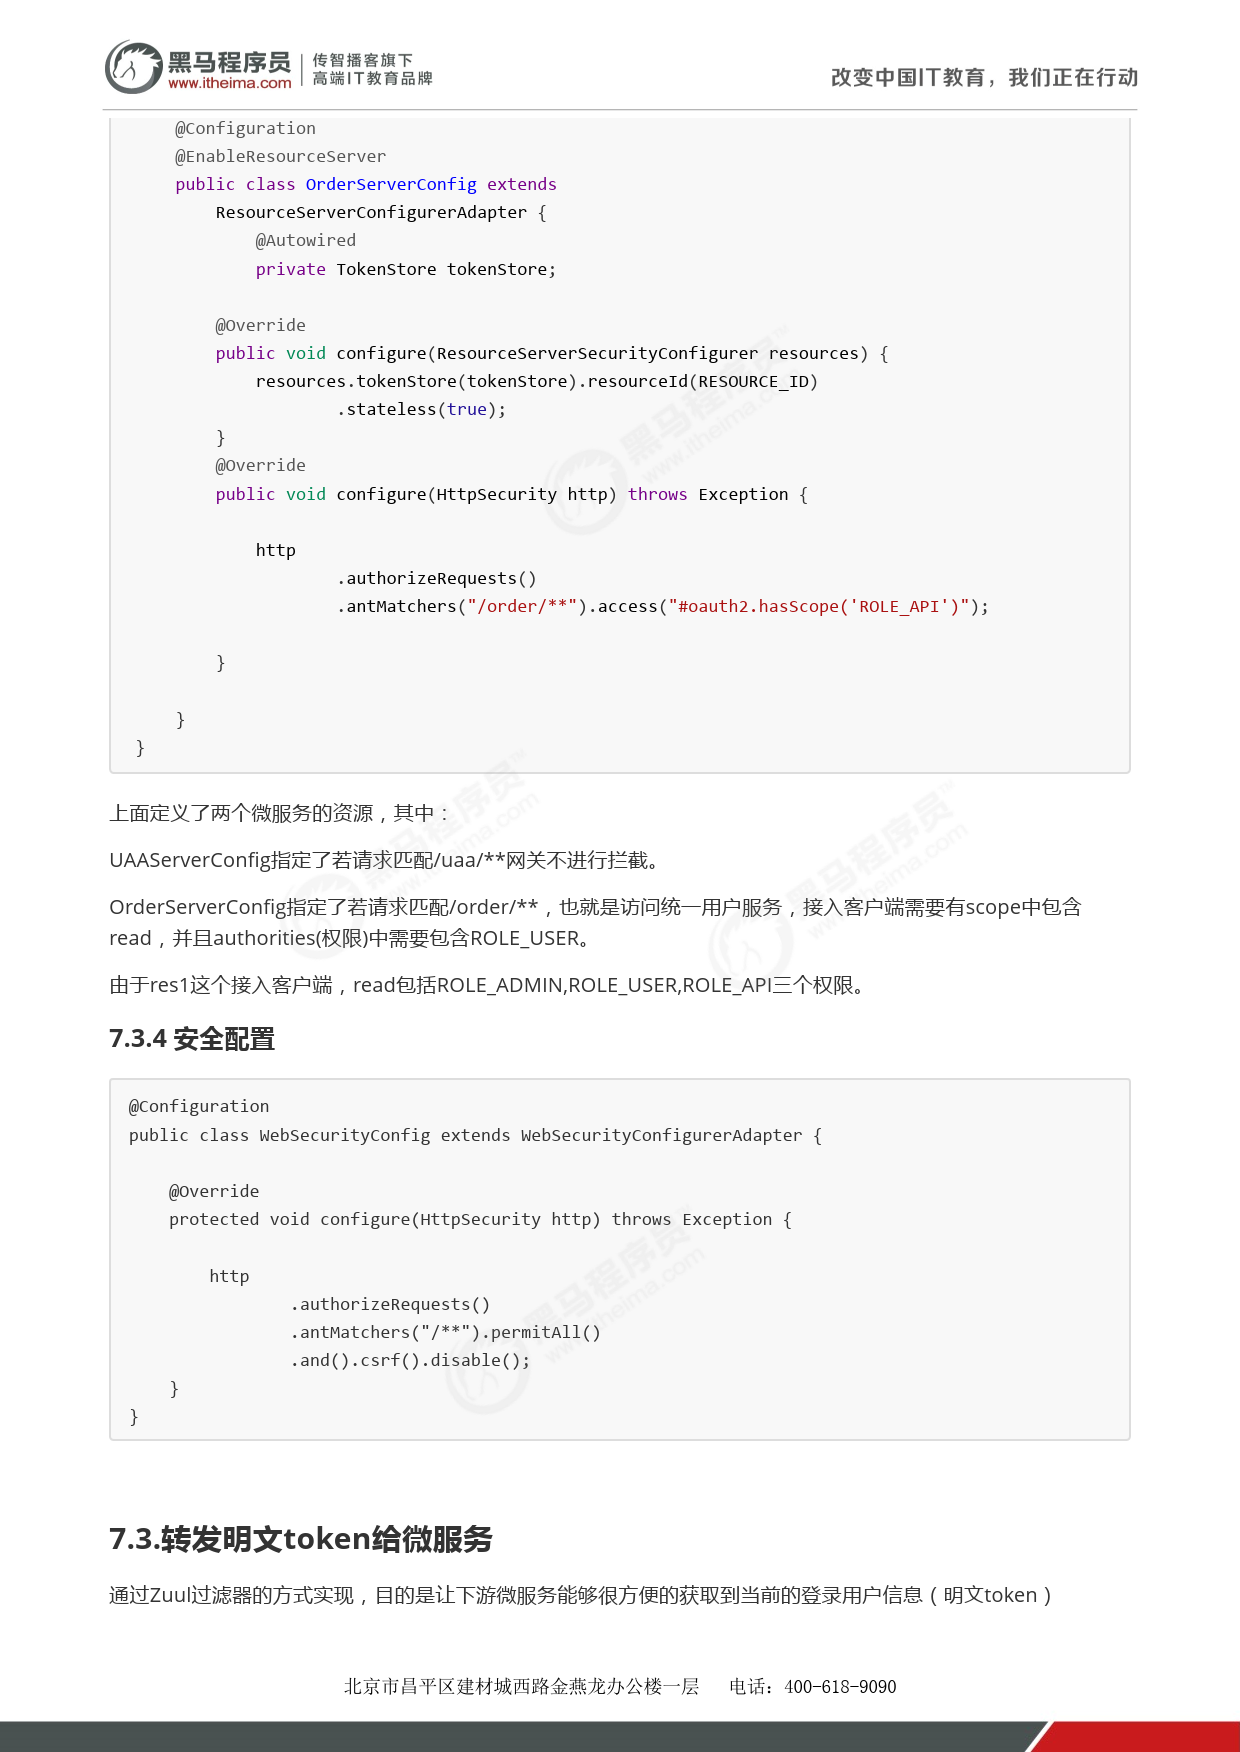 黑马程序员
www.itheima.com
传智播客旗下
高端IT教育品牌
改变中国IT教育，我们正在行动
@Configuration
@EnableResourceServer
public class OrderServerConfig extends
ResourceServerConfigurerAdapter {
@Autowired
private TokenStore tokenStore;
@Override
public void configure(ResourceServerSecurityConfigurer resources) {
resources.tokenStore(tokenStore).resourceId(RESOURCE_ID)
.stateless(true);
}
@Override
public void configure(HttpSecurity http) throws Exception {
http
.authorizeRequests()
.antMatchers("/order/**").access("#oauth2.hasScope('ROLE_API')");
}
}
}
上面定义了两个微服务的资源，其中：
UAAServerConfig指定了若请求匹配/uaa/**网关不进行拦截。
OrderServerConfig指定了若请求匹配/order/**，也就是访问统一用户服务，接入客户端需要有scope中包含
read，并且authorities(权限)中需要包含ROLE_USER。
由于res1这个接入客户端，read包括ROLE_ADMIN,ROLE_USER,ROLE_API三个权限。
7.3.4 安全配置
@Configuration
public class WebSecurityConfig extends WebSecurityConfigurerAdapter {
@Override
protected void configure(HttpSecurity http) throws Exception {
http
.authorizeRequests()
.antMatchers("/**").permitAll()
.and().csrf().disable();
}
}
7.3.转发明文token给微服务
通过Zuul过滤器的方式实现，目的是让下游微服务能够很方便的获取到当前的登录用户信息（明文token）
北京市昌平区建材城西路金燕龙办公楼一层 电话：400-618-9090